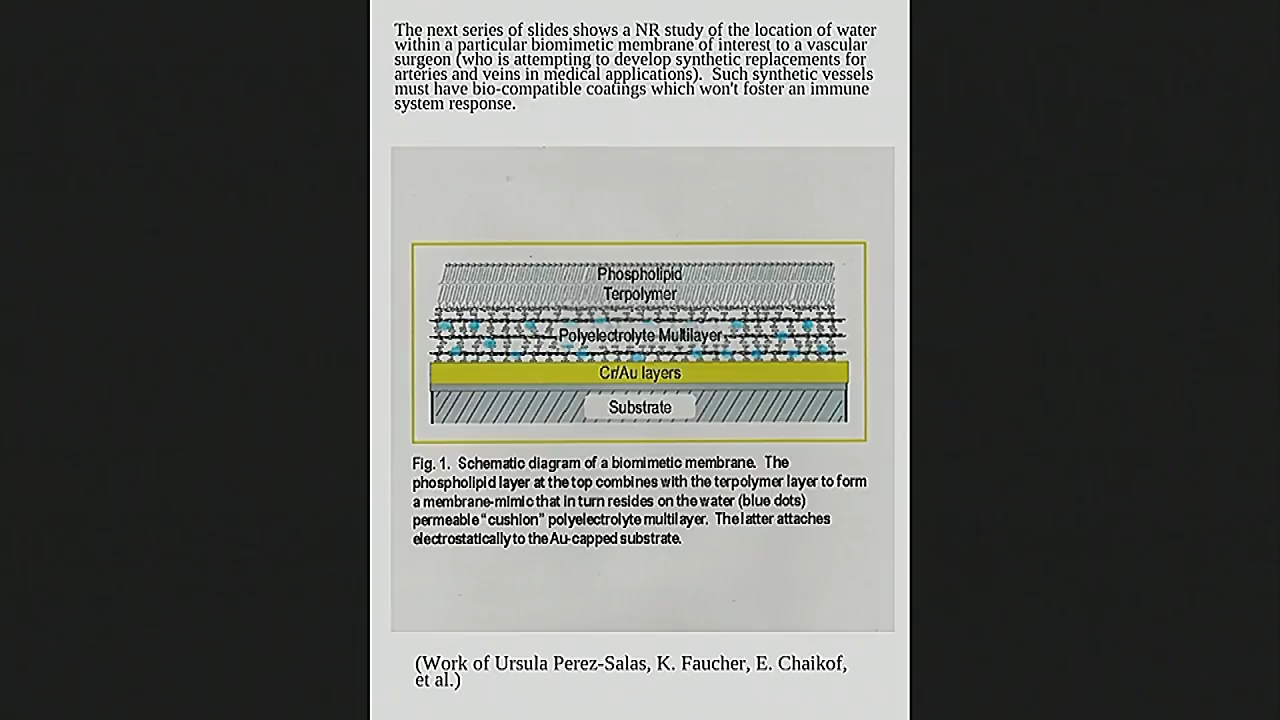 The next series of slides shows a NR study of the location of water
within a particular biomimetic membrane of interest to a vascular
surgeon (who is attempting to develop synthetic replacements for
arteries and veins in medical applications).  Such synthetic vessels
must have bio-compatible coatings which won't foster an immune
system response.
Phospholipid
Terpolymer
Polyelectrolyte Multilayer
Cr/Au layers
Substrate
Fig. 1.  Schematic diagram of a biomimetic membrane.  The
phospholipid layer at the top combines with the terpolymer layer to form
a membrane-mimic that in turn resides on the water (blue dots)
permeable "cushion" polyelectrolyte multilayer.  The latter attaches
electrostatically to the Au-capped substrate.
(Work of Ursula Perez-Salas, K. Faucher, E. Chaikof,
et al.)